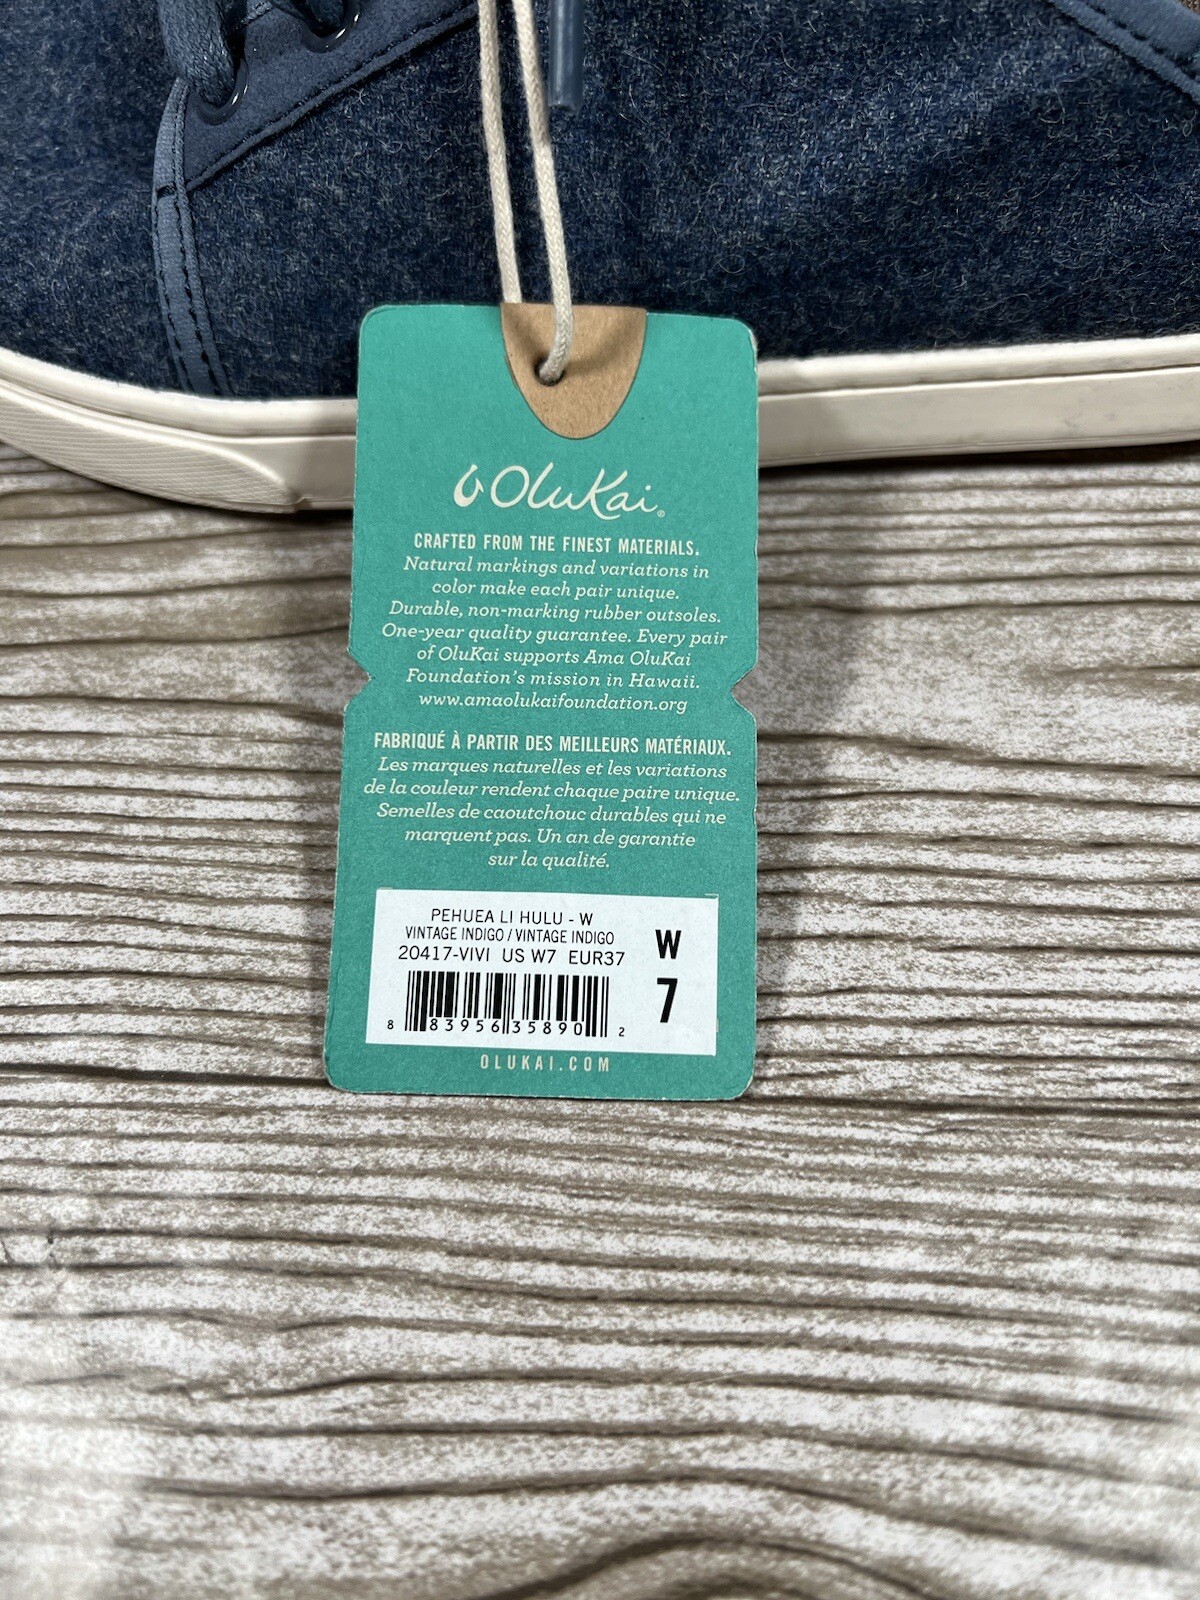 OluKai®
CRAFTED FROM THE FINEST MATERIALS.
Natural markings and variations in
color make each pair unique.
Durable, non-marking rubber outsoles.
One-year quality guarantee. Every pair
of OluKai supports Ama OluKai
Foundation's mission in Hawaii.
www.amaolukaifoundation.org
FABRIQUÉ À PARTIR DES MEILLEURS MATÉRIAUX.
Les marques naturelles et les variations
de la couleur rendent chaque paire unique.
Semelles de caoutchouc durables qui ne
marquent pas. Un an de garantie
sur la qualité.
PEHUEA LI HULU - W
VINTAGE INDIGO / VINTAGE INDIGO
20417-VIVI US W7 EUR37
W
7
8 83956 35890 2
OLUKAI.COM